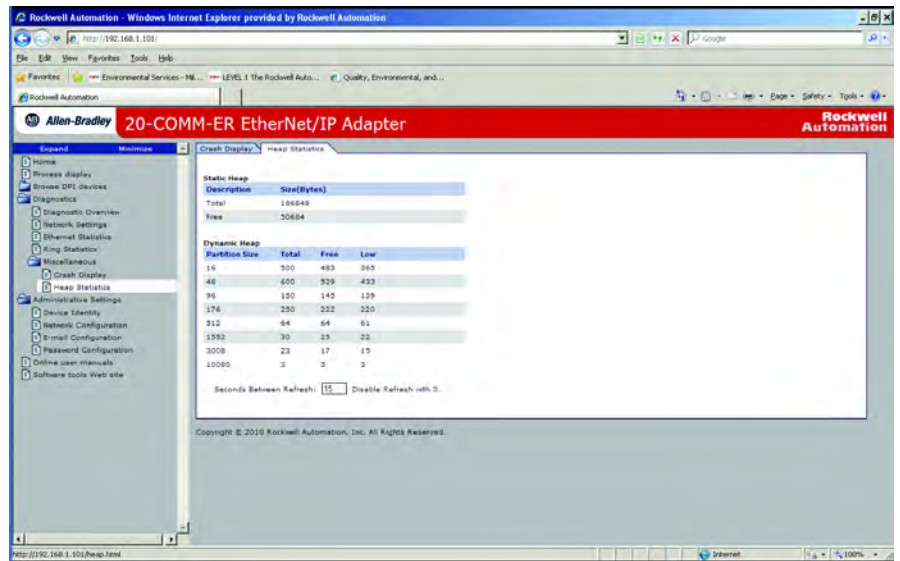 Rockwell Automation - Windows Internet Explorer provided by Rockwell Automation
http://192.168.1.101/
Google
File Edit View Favorites Tools Help
Favorites Environmental Services - Mil... LEVEL 1 The Rockwell Auto... Quality, Environmental, and...
Rockwell Automation
Page Safety Tools
Allen-Bradley 20-COMM-ER EtherNet/IP Adapter Rockwell Automation
Expand Minimize
Home
Process display
Browse DPI devices
Diagnostics
Diagnostic Overview
Network Settings
Ethernet Statistics
Ring Statistics
Miscellaneous
Crash Display
Heap Statistics
Administrative Settings
Device Identity
Network Configuration
E-mail Configuration
Password Configuration
Online user manuals
Software tools Web site
Crash Display Heap Statistics
Static Heap
Description Size(Bytes)
Total 186648
Free 50684
Dynamic Heap
Partition Size Total Free Low
16 500 483 365
48 600 529 433
96 150 145 139
176 250 222 220
512 64 64 61
1552 30 25 22
3008 23 17 15
10080 3 3 3
Seconds Between Refresh: 15 Disable Refresh with 0.
Copyright © 2010 Rockwell Automation, Inc. All Rights Reserved.
http://192.168.1.101/heap.html
Internet
100%